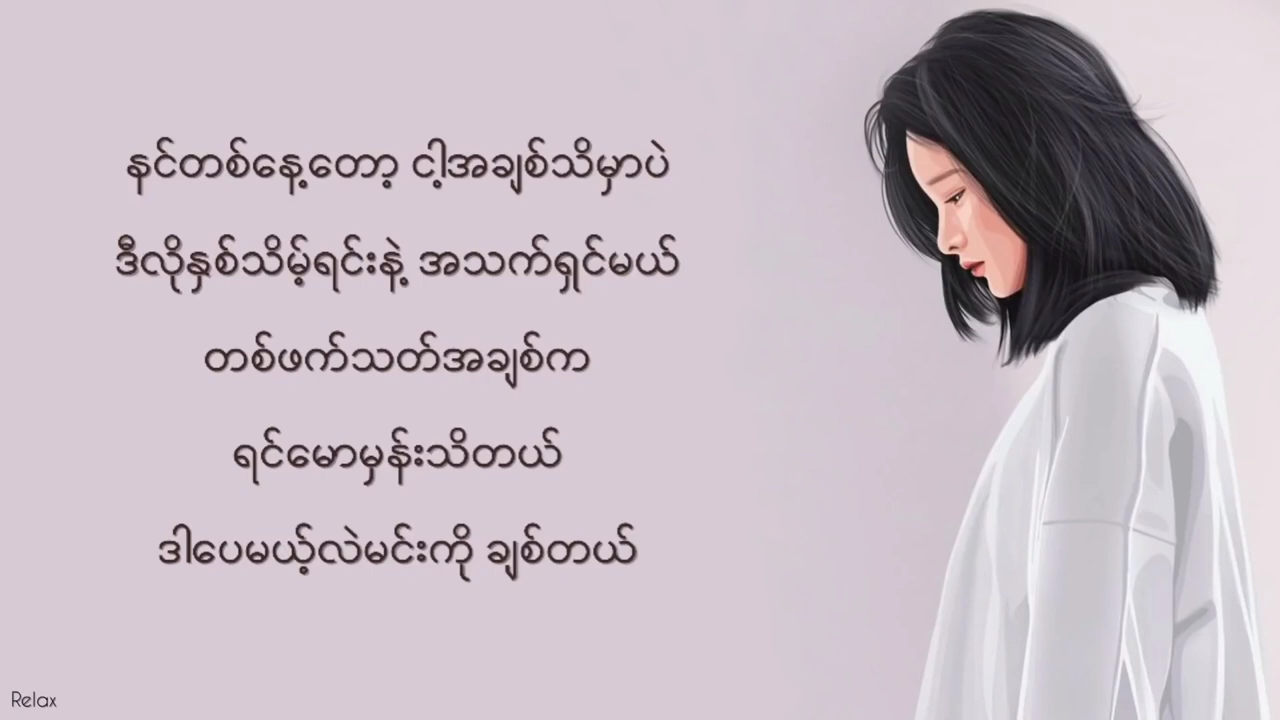 နင်တစ်နေ့တော့ ငါ့အချစ်သိမှာပဲ
ဒီလိုနှစ်သိမ့်ရင်းနဲ့ အသက်ရှင်မယ်
တစ်ဖက်သတ်အချစ်က
ရင်မောမှန်းသိတယ်
ဒါပေမယ့်လဲမင်းကို ချစ်တယ်
Relax